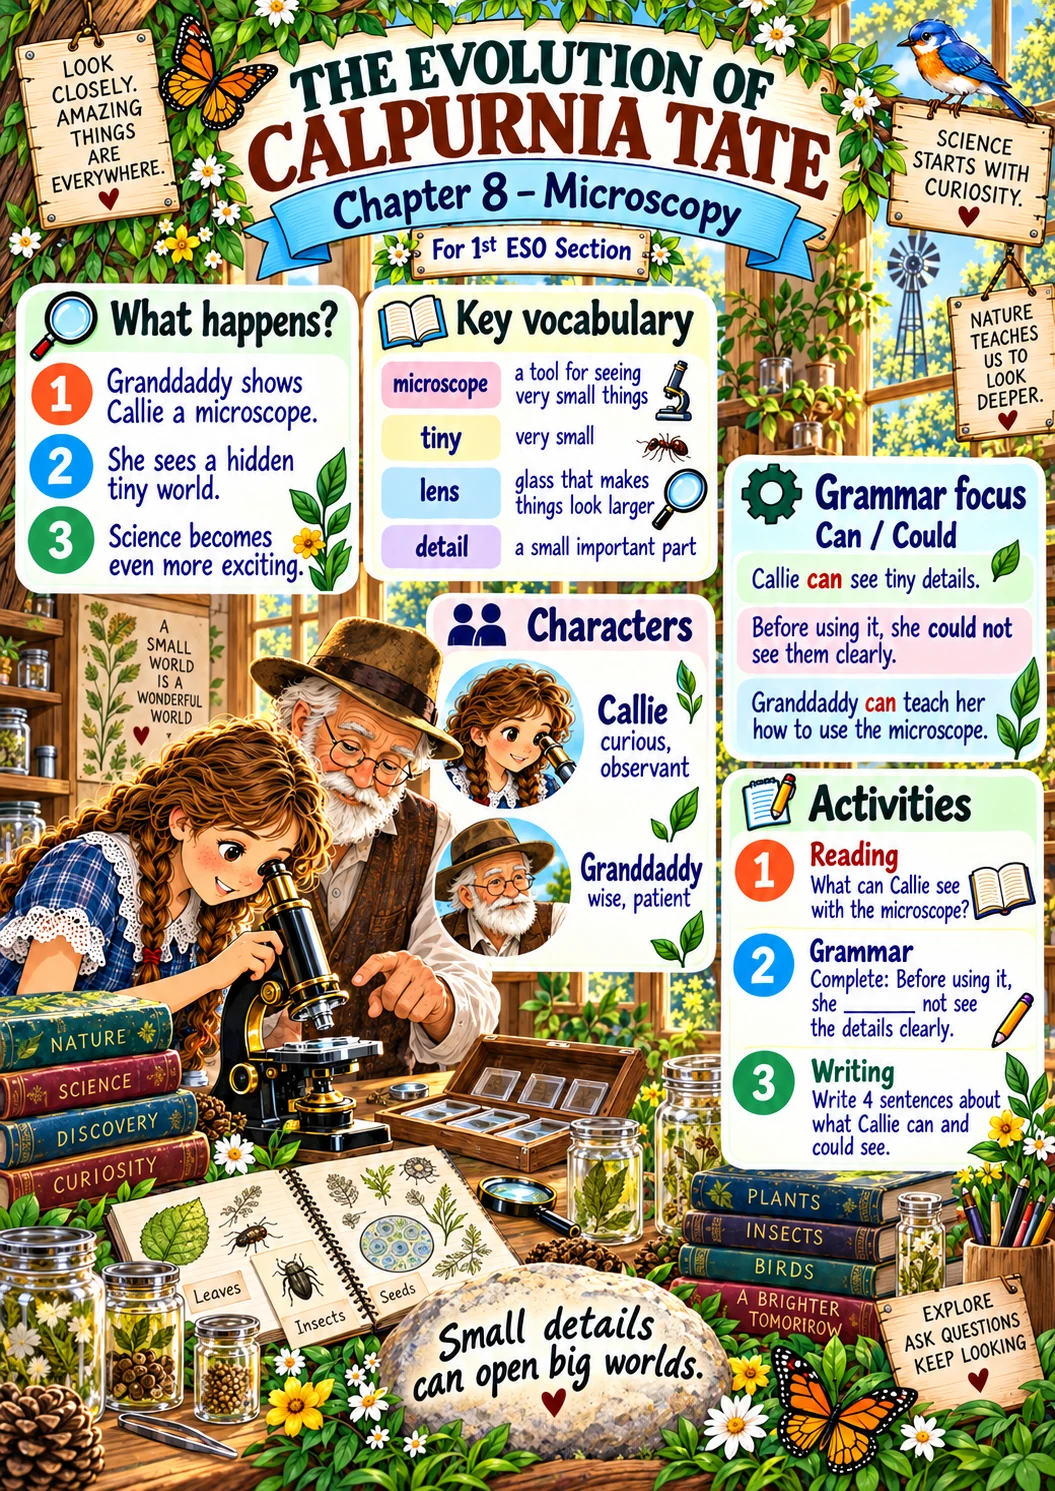 LOOK
CLOSELY.
AMAZING
THINGS
ARE
EVERYWHERE.
THE EVOLUTION OF
CALPURNIA TATE
Chapter 8 – Microscopy
For 1st ESO Section
SCIENCE
STARTS WITH
CURIOSITY.
NATURE
TEACHES
US TO
LOOK
DEEPER.
What happens?
1 Granddaddy shows
Callie a microscope.
2 She sees a hidden
tiny world.
3 Science becomes
even more exciting.
Key vocabulary
microscope a tool for seeing
very small things
tiny very small
lens glass that makes
things look larger
detail a small important part
Grammar focus
Can / Could
Callie can see tiny details.
Before using it, she could not
see them clearly.
Granddaddy can teach her
how to use the microscope.
A
SMALL
WORLD
IS A
WONDERFUL
WORLD
Characters
Callie
curious,
observant
Granddaddy
wise, patient
Activities
1 Reading
What can Callie see
with the microscope?
2 Grammar
Complete: Before using it,
she ________ not see
the details clearly.
3 Writing
Write 4 sentences about
what Callie can and
could see.
NATURE
SCIENCE
DISCOVERY
CURIOSITY
Leaves
Insects
Seeds
PLANTS
INSECTS
BIRDS
A BRIGHTER
TOMORROW
Small details
can open big worlds.
EXPLORE
ASK QUESTIONS
KEEP LOOKING